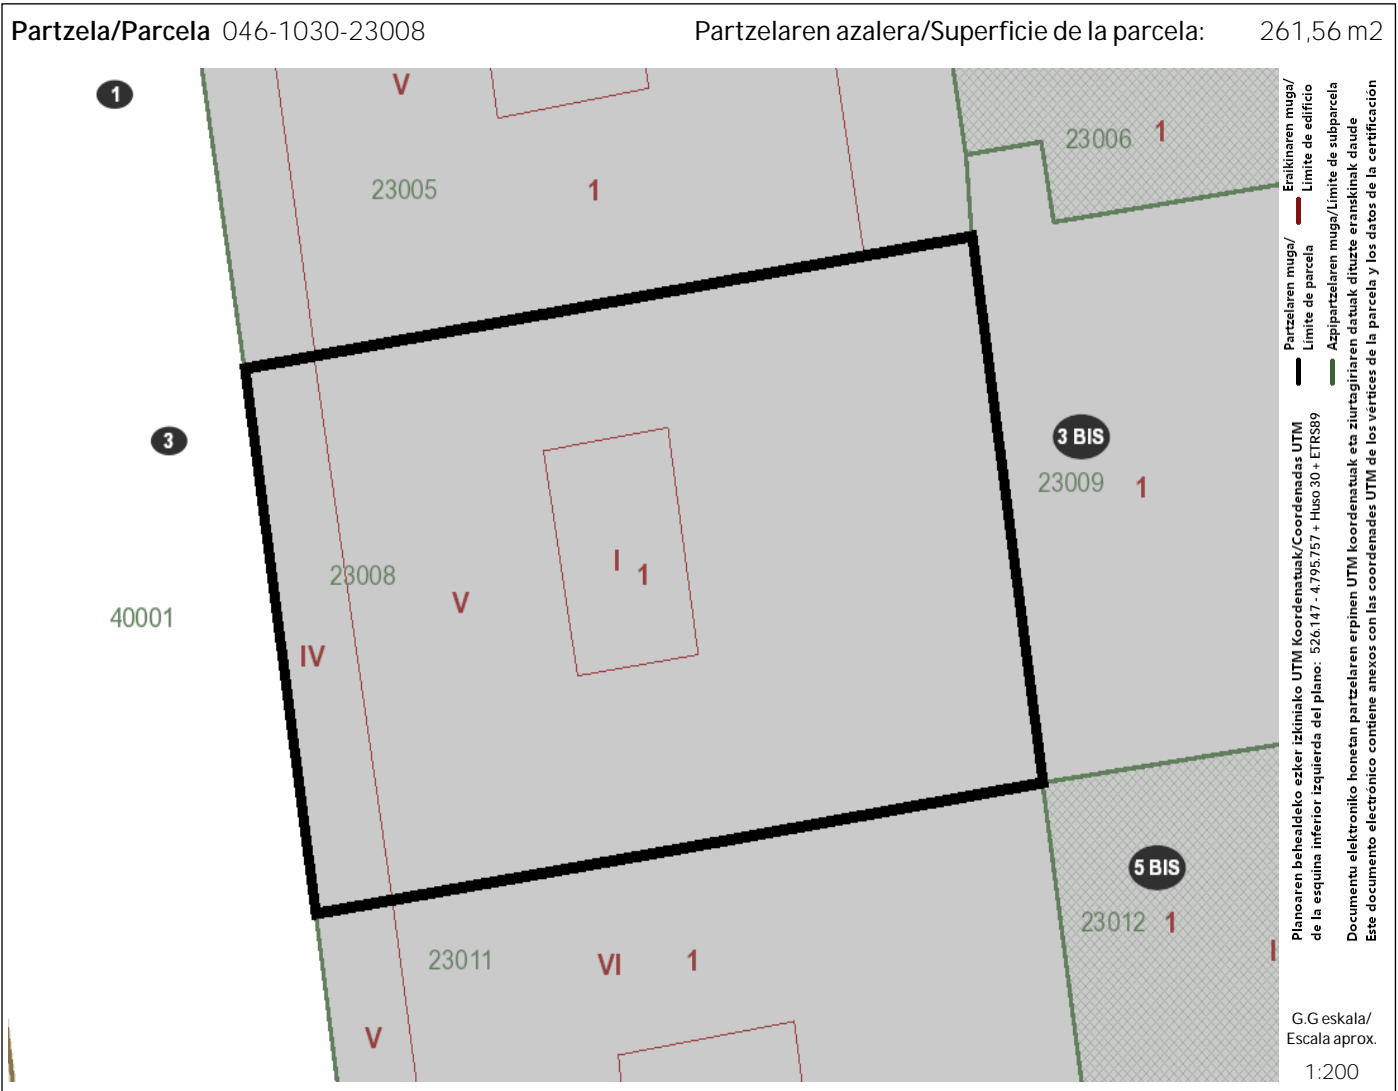 Partzela/Parcela 046-1030-23008
Partzelaren azalera/Superficie de la parcela: 261,56 m2
1
V
23005
1
23006
1
3
3 BIS
23009
1
I
1
23008
V
40001
IV
5 BIS
23012
1
I
23011
VI
1
V
Partzelaren muga/
Límite de parcela
Eraikinaren muga/
Límite de edificio
Azpipartzelaren muga/Límite de subparcela
Planoaren behealdeko ezker izkiniako UTM Koordenatuak/Coordenadas UTM
de la esquina inferior izquierda del plano: 526.147 - 4.795.757 + Huso 30 + ETRS89
Documentu elektroniko honetan partzelaren erpinen UTM koordenatuak eta ziurtagiriaren datuak dituzte eranskinak daude
Este documento electrónico contiene anexos con las coordenades UTM de los vértices de la parcela y los datos de la certificación
G.G eskala/
Escala aprox.
1:200